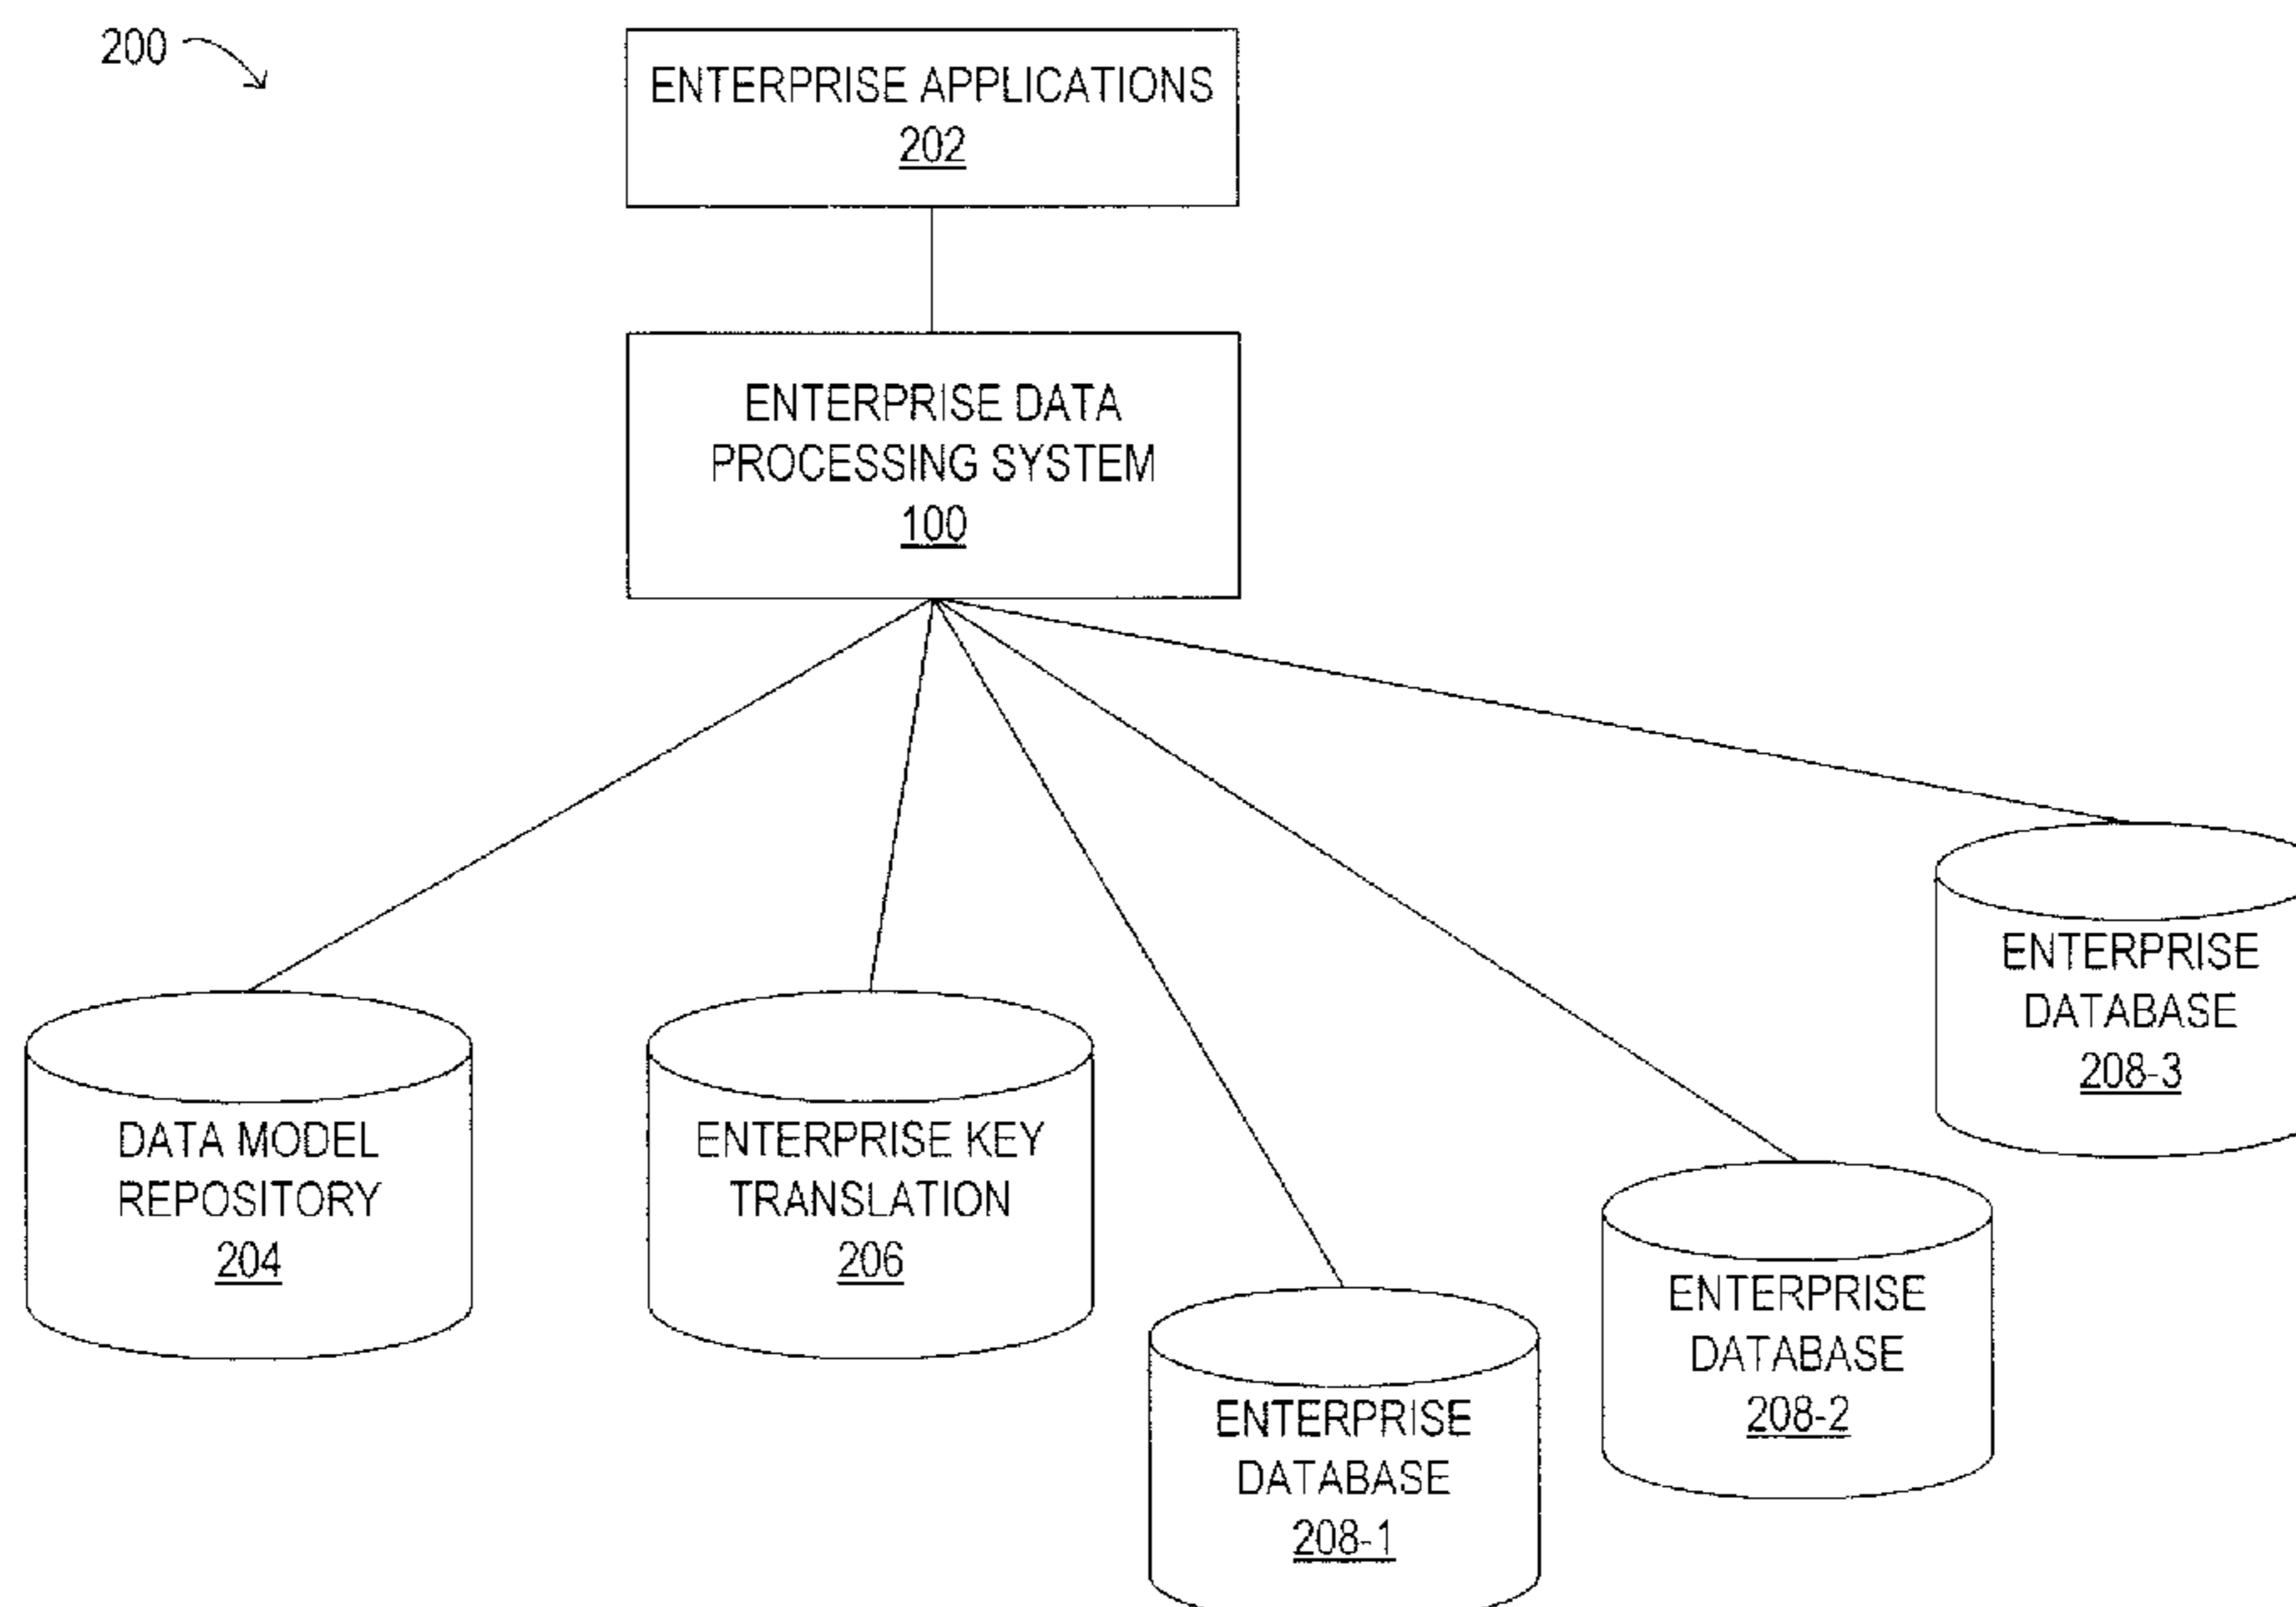 200
ENTERPRISE APPLICATIONS
202
ENTERPRISE DATA
PROCESSING SYSTEM
100
DATA MODEL
REPOSITORY
204
ENTERPRISE KEY
TRANSLATION
206
ENTERPRISE
DATABASE
208-1
ENTERPRISE
DATABASE
208-2
ENTERPRISE
DATABASE
208-3